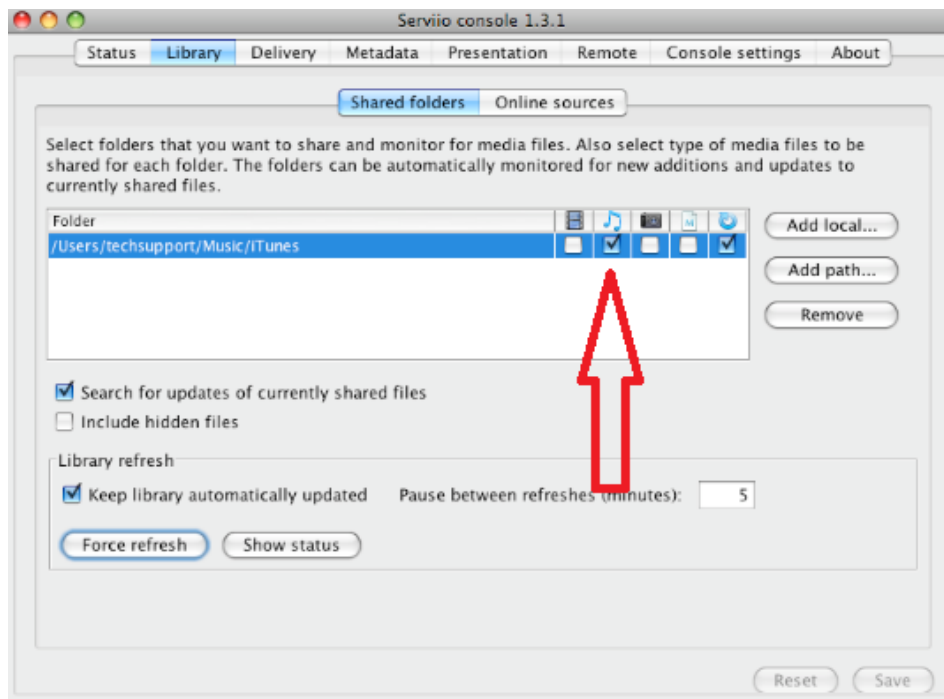 Serviio console 1.3.1
Status Library Delivery Metadata Presentation Remote Console settings About
Shared folders Online sources
Select folders that you want to share and monitor for media files. Also select type of media files to be
shared for each folder. The folders can be automatically monitored for new additions and updates to
currently shared files.
Folder
/Users/techsupport/Music/iTunes
Add local...
Add path...
Remove
Search for updates of currently shared files
Include hidden files
Library refresh
Keep library automatically updated Pause between refreshes (minutes): 5
Force refresh Show status
Reset Save